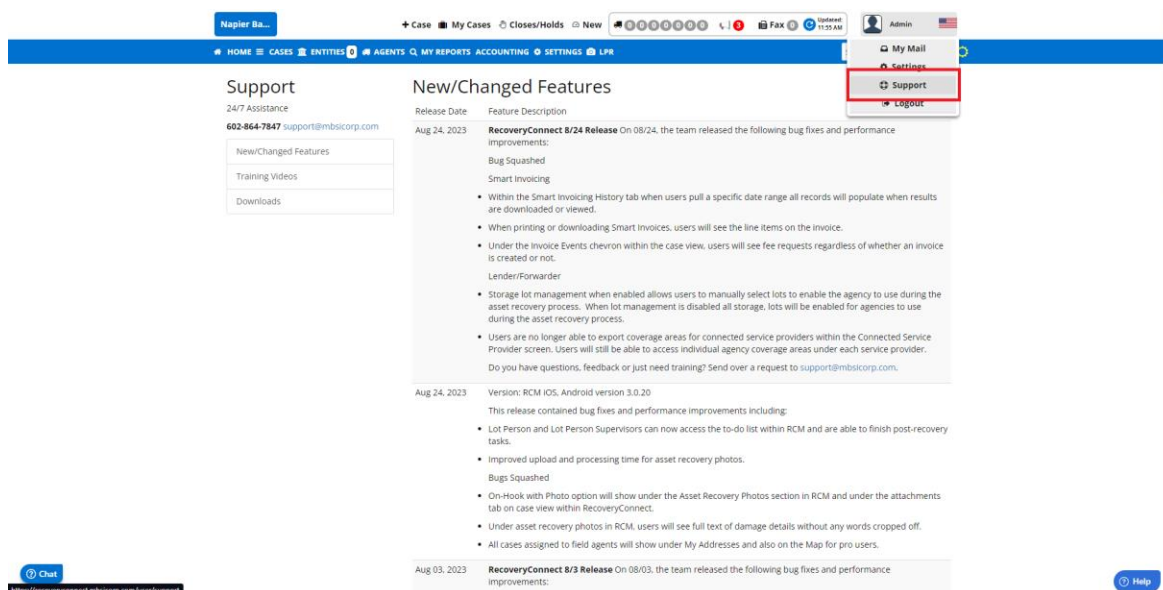 Napier Ba...
+ Case My Cases Closes/Holds New 0 0 0 0 0 0 0 3 Fax 0 Updated: 11:55 AM
Admin
HOME CASES ENTITIES 0 AGENTS MY REPORTS ACCOUNTING SETTINGS LPR
My Mail
Settings
Support
Logout
Support
24/7 Assistance
602-864-7847 support@mbsicorp.com
New/Changed Features
Training Videos
Downloads
New/Changed Features
Release Date Feature Description
Aug 24, 2023 RecoveryConnect 8/24 Release On 08/24, the team released the following bug fixes and performance
improvements:
Bug Squashed
Smart Invoicing
• Within the Smart Invoicing History tab when users pull a specific date range all records will populate when results
are downloaded or viewed.
• When printing or downloading Smart Invoices, users will see the line items on the invoice.
• Under the Invoice Events chevron within the case view, users will see fee requests regardless of whether an invoice
is created or not.
Lender/Forwarder
• Storage lot management when enabled allows users to manually select lots to enable the agency to use during the
asset recovery process. When lot management is disabled all storage, lots will be enabled for agencies to use
during the asset recovery process.
• Users are no longer able to export coverage areas for connected service providers within the Connected Service
Provider screen. Users will still be able to access individual agency coverage areas under each service provider.
Do you have questions, feedback or just need training? Send over a request to support@mbsicorp.com.
Aug 24, 2023 Version: RCM iOS, Android version 3.0.20
This release contained bug fixes and performance improvements including:
• Lot Person and Lot Person Supervisors can now access the to-do list within RCM and are able to finish post-recovery
tasks.
• Improved upload and processing time for asset recovery photos.
Bugs Squashed
• On-Hook with Photo option will show under the Asset Recovery Photos section in RCM and under the attachments
tab on case view within RecoveryConnect.
• Under asset recovery photos in RCM, users will see full text of damage details without any words cropped off.
• All cases assigned to field agents will show under My Addresses and also on the Map for pro users.
Aug 03, 2023 RecoveryConnect 8/3 Release On 08/03, the team released the following bug fixes and performance
improvements:
Chat
Help